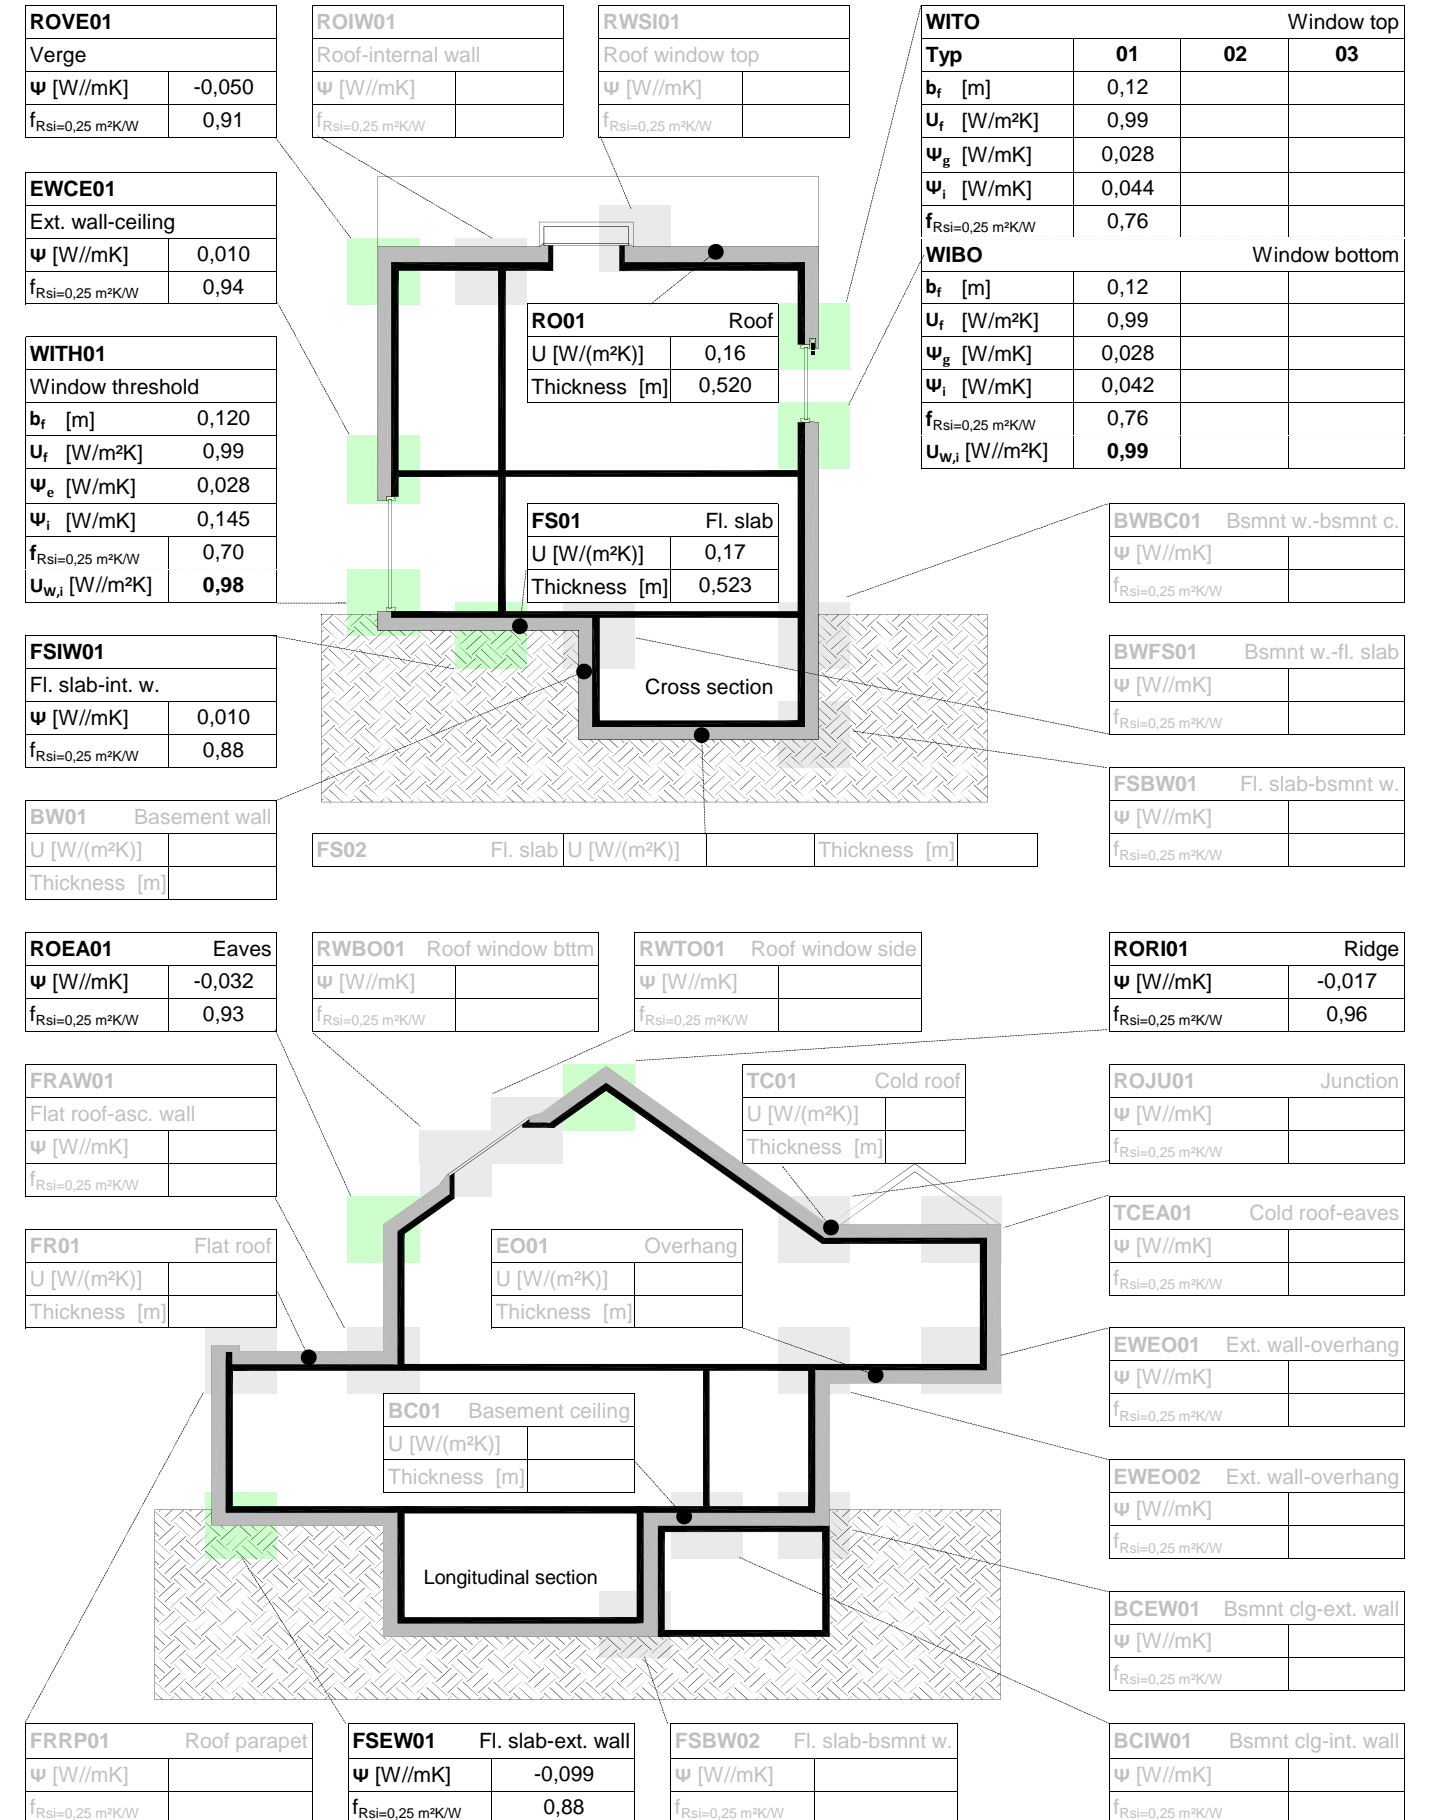 ROVE01
Verge
Ψ [W//mK] -0,050
fRsi=0,25 m²K/W 0,91
ROIW01
Roof-internal wall
Ψ [W//mK]
fRsi=0,25 m²K/W
RWSI01
Roof window top
Ψ [W//mK]
fRsi=0,25 m²K/W
WITO Window top
Typ 01 02 03
bf [m] 0,12
Uf [W/m²K] 0,99
Ψg [W/mK] 0,028
Ψi [W/mK] 0,044
fRsi=0,25 m²K/W 0,76
WIBO Window bottom
bf [m] 0,12
Uf [W/m²K] 0,99
Ψg [W/mK] 0,028
Ψi [W/mK] 0,042
fRsi=0,25 m²K/W 0,76
UW,i [W//m²K] 0,99
EWCE01
Ext. wall-ceiling
Ψ [W//mK] 0,010
fRsi=0,25 m²K/W 0,94
RO01 Roof
U [W/(m²K)] 0,16
Thickness [m] 0,520
WITH01
Window threshold
bf [m] 0,120
Uf [W/m²K] 0,99
Ψe [W/mK] 0,028
Ψi [W/mK] 0,145
fRsi=0,25 m²K/W 0,70
UW,i [W//m²K] 0,98
FS01 Fl. slab
U [W/(m²K)] 0,17
Thickness [m] 0,523
BWBC01 Bsmnt w.-bsmnt c.
Ψ [W//mK]
fRsi=0,25 m²K/W
FSIW01
Fl. slab-int. w.
Ψ [W//mK] 0,010
fRsi=0,25 m²K/W 0,88
Cross section
BWFS01 Bsmnt w.-fl. slab
Ψ [W//mK]
fRsi=0,25 m²K/W
FSBW01 Fl. slab-bsmnt w.
Ψ [W//mK]
fRsi=0,25 m²K/W
BW01 Basement wall
U [W/(m²K)]
Thickness [m]
FS02 Fl. slab U [W/(m²K)] Thickness [m]
ROEA01 Eaves
Ψ [W//mK] -0,032
fRsi=0,25 m²K/W 0,93
RWBO01 Roof window bttm
Ψ [W//mK]
fRsi=0,25 m²K/W
RWTO01 Roof window side
Ψ [W//mK]
fRsi=0,25 m²K/W
RORI01 Ridge
Ψ [W//mK] -0,017
fRsi=0,25 m²K/W 0,96
FRAW01
Flat roof-asc. wall
Ψ [W//mK]
fRsi=0,25 m²K/W
TC01 Cold roof
U [W/(m²K)]
Thickness [m]
ROJU01 Junction
Ψ [W//mK]
fRsi=0,25 m²K/W
TCEA01 Cold roof-eaves
Ψ [W//mK]
fRsi=0,25 m²K/W
FR01 Flat roof
U [W/(m²K)]
Thickness [m]
EO01 Overhang
U [W/(m²K)]
Thickness [m]
EWEO01 Ext. wall-overhang
Ψ [W//mK]
fRsi=0,25 m²K/W
BC01 Basement ceiling
U [W/(m²K)]
Thickness [m]
EWEO02 Ext. wall-overhang
Ψ [W//mK]
fRsi=0,25 m²K/W
Longitudinal section
BCEW01 Bsmnt clg-ext. wall
Ψ [W//mK]
fRsi=0,25 m²K/W
FRRP01 Roof parapet
Ψ [W//mK]
fRsi=0,25 m²K/W
FSEW01 Fl. slab-ext. wall
Ψ [W//mK] -0,099
fRsi=0,25 m²K/W 0,88
FSBW02 Fl. slab-bsmnt w.
Ψ [W//mK]
fRsi=0,25 m²K/W
BCIW01 Bsmnt clg-int. wall
Ψ [W//mK]
fRsi=0,25 m²K/W